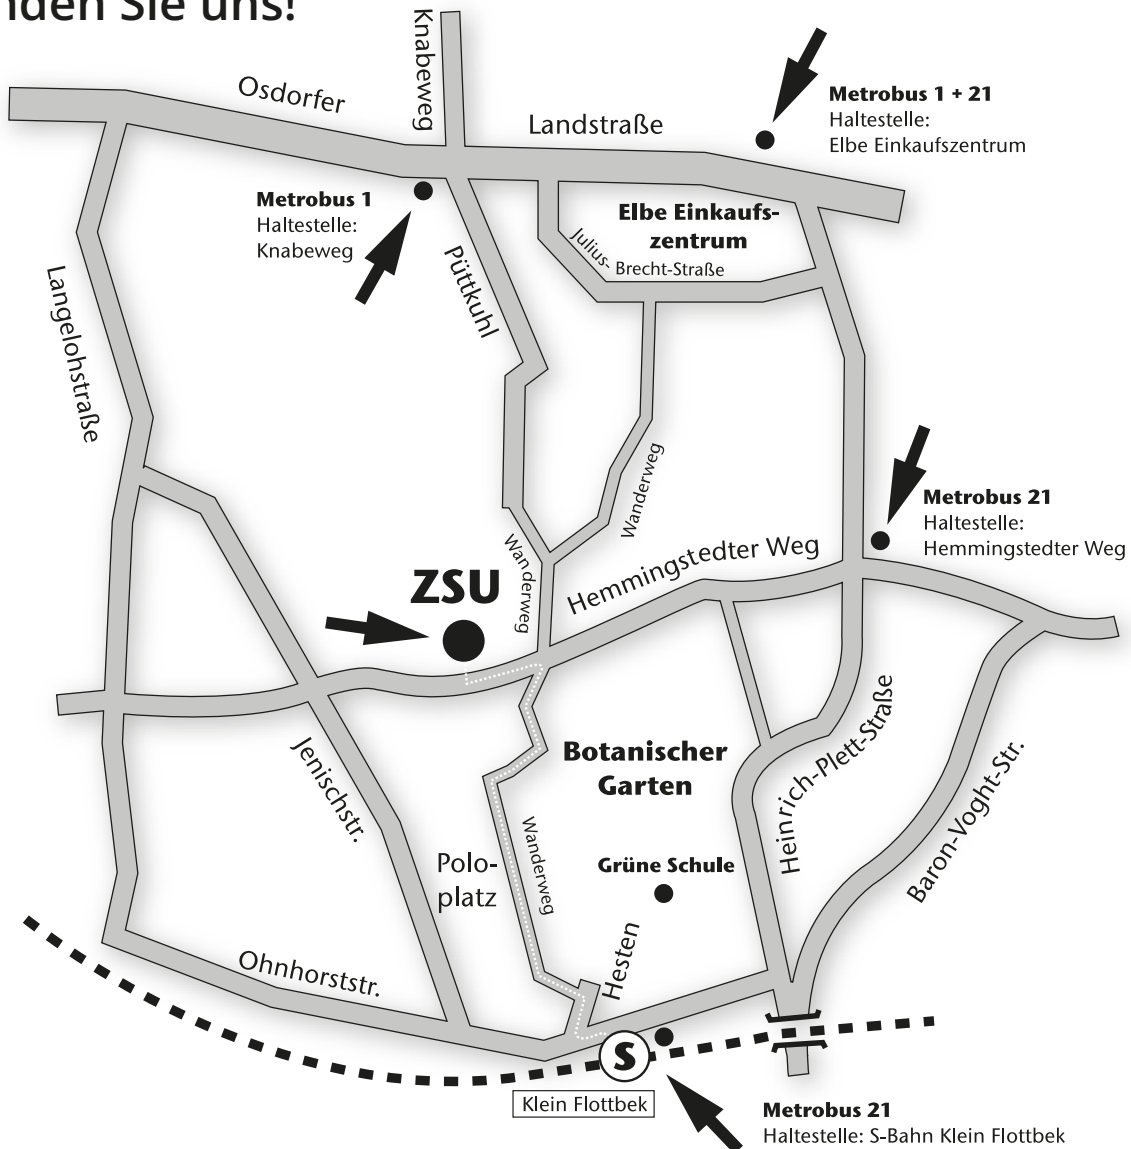 nden Sie uns!
Knabeweg
Osdorfer
Landstraße
Metrobus 1 + 21
Haltestelle:
Elbe Einkaufszentrum
Metrobus 1
Haltestelle:
Knabeweg
Elbe Einkaufs-
zentrum
Julius-
Brecht-Straße
Püttkuhl
Langelohstraße
Wanderweg
Metrobus 21
Haltestelle:
Hemmingstedter Weg
Wanderweg
Hemmingstedter Weg
ZSU
Jenischstr.
Botanischer
Garten
Heinrich-Plett-Straße
Baron-Voght-Str.
Polo-
platz
Wanderweg
Grüne Schule
Hesten
Ohnhorststr.
S
Klein Flottbek
Metrobus 21
Haltestelle: S-Bahn Klein Flottbek